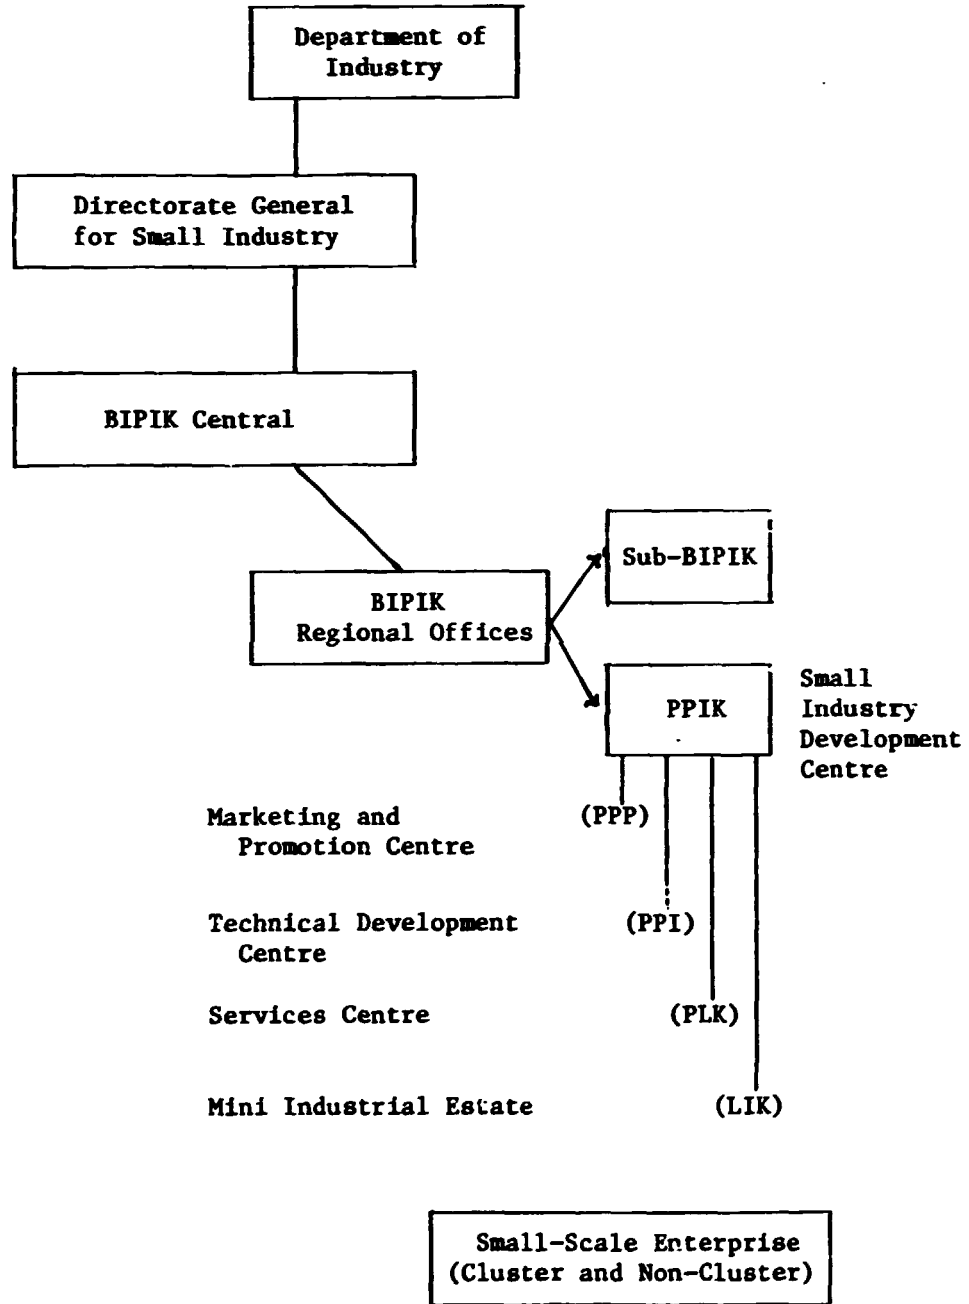 Department of
Industry
Directorate General
for Small Industry
BIPIK Central
Sub-BIPIK
BIPIK
Regional Offices
PPIK
Small
Industry
Development
Centre
Marketing and
Promotion Centre
(PPP)
Technical Development
Centre
(PPI)
Services Centre
(PLK)
Mini Industrial Estate
(LIK)
Small-Scale Enterprise
(Cluster and Non-Cluster)